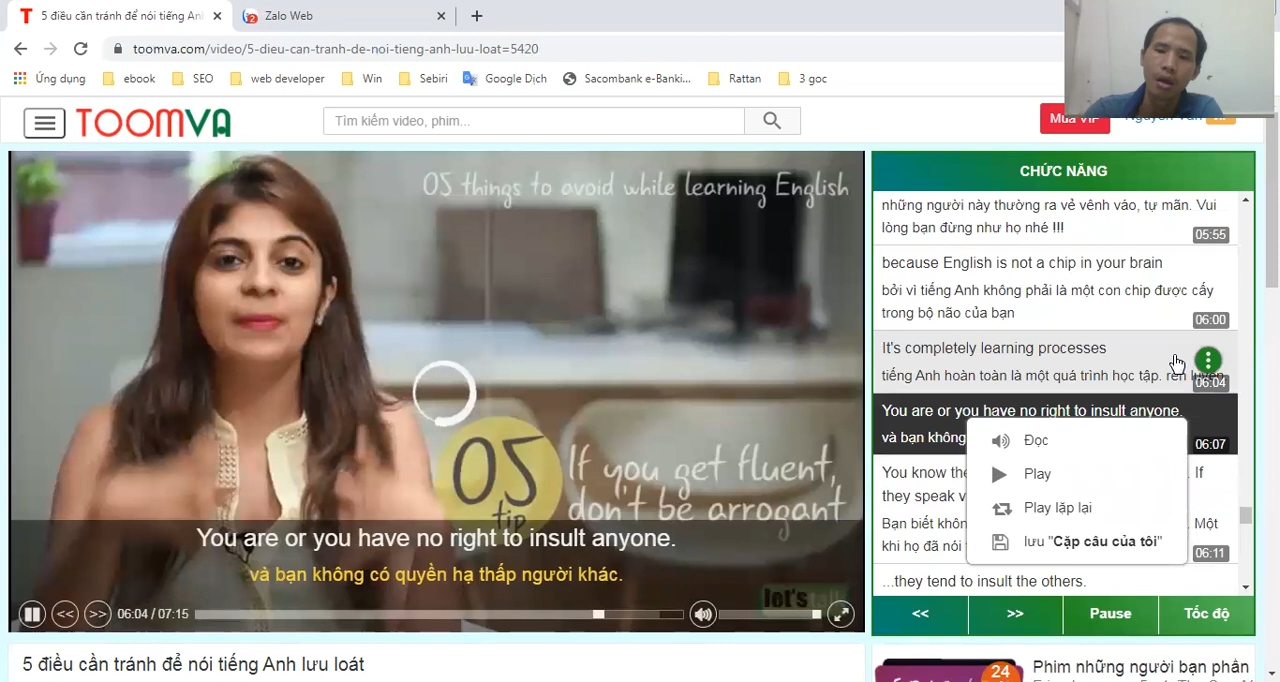 5 điều cần tránh để nói tiếng Anh
Zalo Web
toomva.com/video/5-dieu-can-tranh-de-noi-tieng-anh-luu-loat=5420
Ứng dụng ebook SEO web developer Win Sebiri Google Dịch Sacombank e-Banki... Rattan 3 goc
TOOMVA
Tìm kiếm video, phim...
Mua VIP
05 things to avoid while learning English
05
tip
If you get fluent,
don't be arrogant
You are or you have no right to insult anyone.
và bạn không có quyền hạ thấp người khác.
let's
06:04 / 07:15
<< >>
CHỨC NĂNG
những người này thường ra vẻ vênh váo, tự mãn. Vui
lòng bạn đừng như họ nhé !!!
05:55
because English is not a chip in your brain
bởi vì tiếng Anh không phải là một con chip được cấy
trong bộ não của bạn
06:00
It's completely learning processes
tiếng Anh hoàn toàn là một quá trình học tập. rèn luyện
06:04
You are or you have no right to insult anyone.
và bạn không
06:07
You know the If
they speak
Bạn biết khôn Một
khi họ đã nói
06:11
...they tend to insult the others.
Đọc
Play
Play lặp lại
lưu "Cặp câu của tôi"
<< >> Pause Tốc độ
5 điều cần tránh để nói tiếng Anh lưu loát
24
Phim những người bạn phần